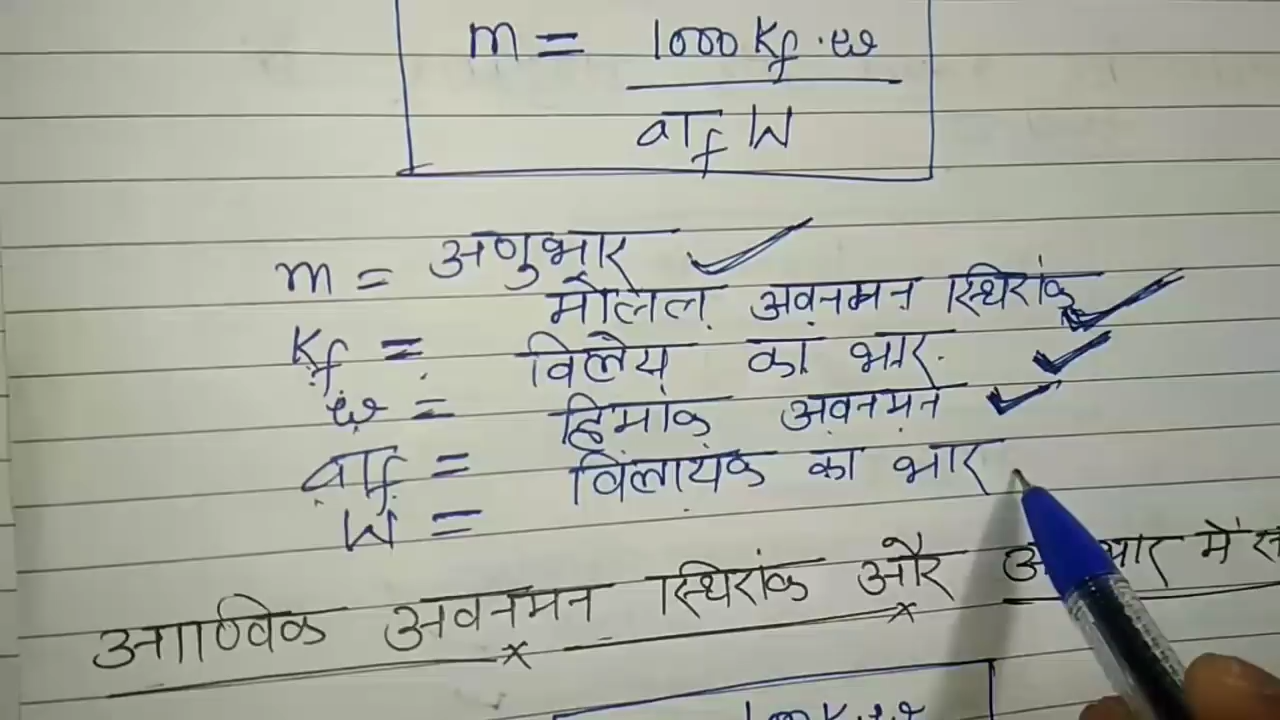 m = 1000 Kf . w
ΔTf W
m = अणुभार
Kf = मोलल अवनमन स्थिरांक
w = विलेय का भार
ΔTf = हिमांक अवनमन
W = विलायक का भार
आण्विक अवनमन स्थिरांक और में